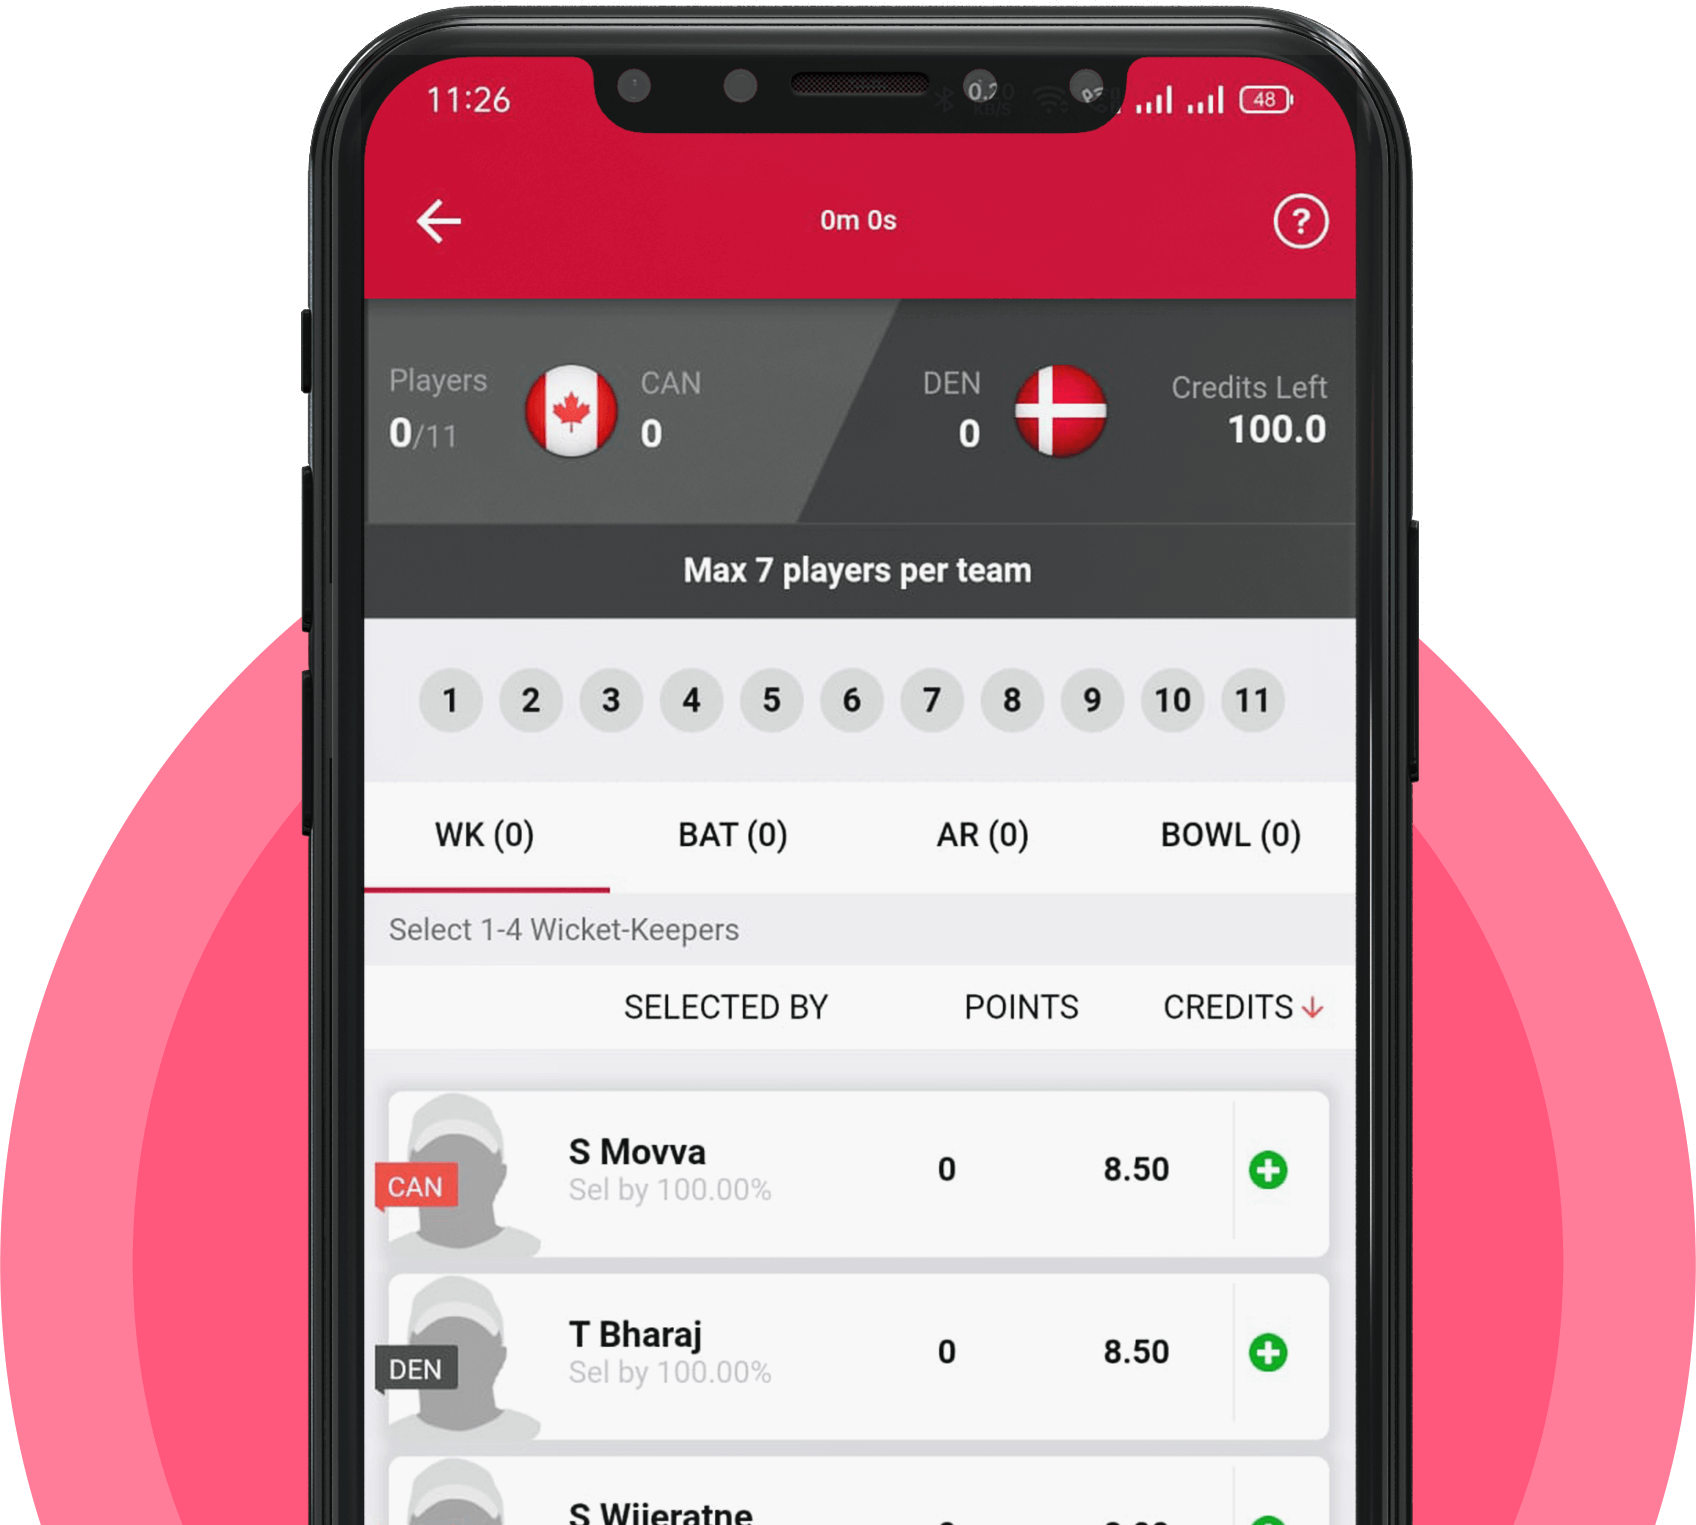 11:26 48
0m 0s ?
Players CAN DEN Credits Left
0/11 0 0 100.0
Max 7 players per team
1 2 3 4 5 6 7 8 9 10 11
WK (0) BAT (0) AR (0) BOWL (0)
Select 1-4 Wicket-Keepers
SELECTED BY POINTS CREDITS
CAN S Movva 0 8.50
Sel by 100.00%
DEN T Bharaj 0 8.50
Sel by 100.00%
S Wijeratne